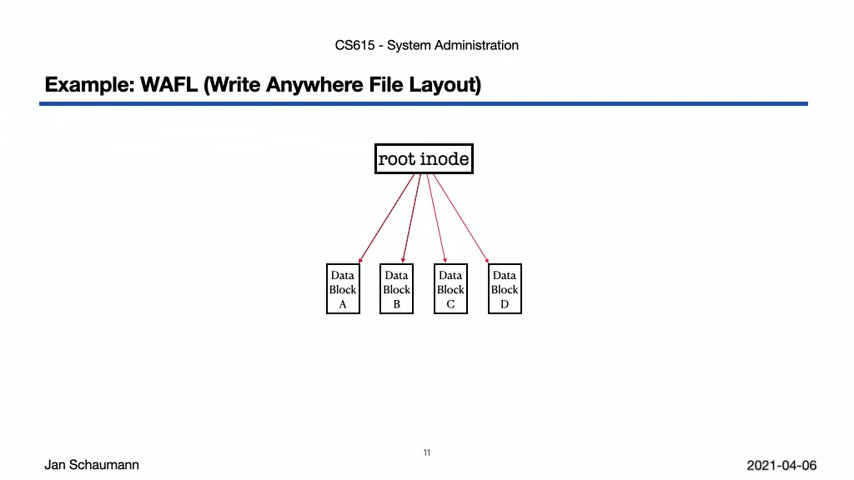 CS615 - System Administration
Example: WAFL (Write Anywhere File Layout)
root inode
Data Block A
Data Block B
Data Block C
Data Block D
11
Jan Schaumann
2021-04-06